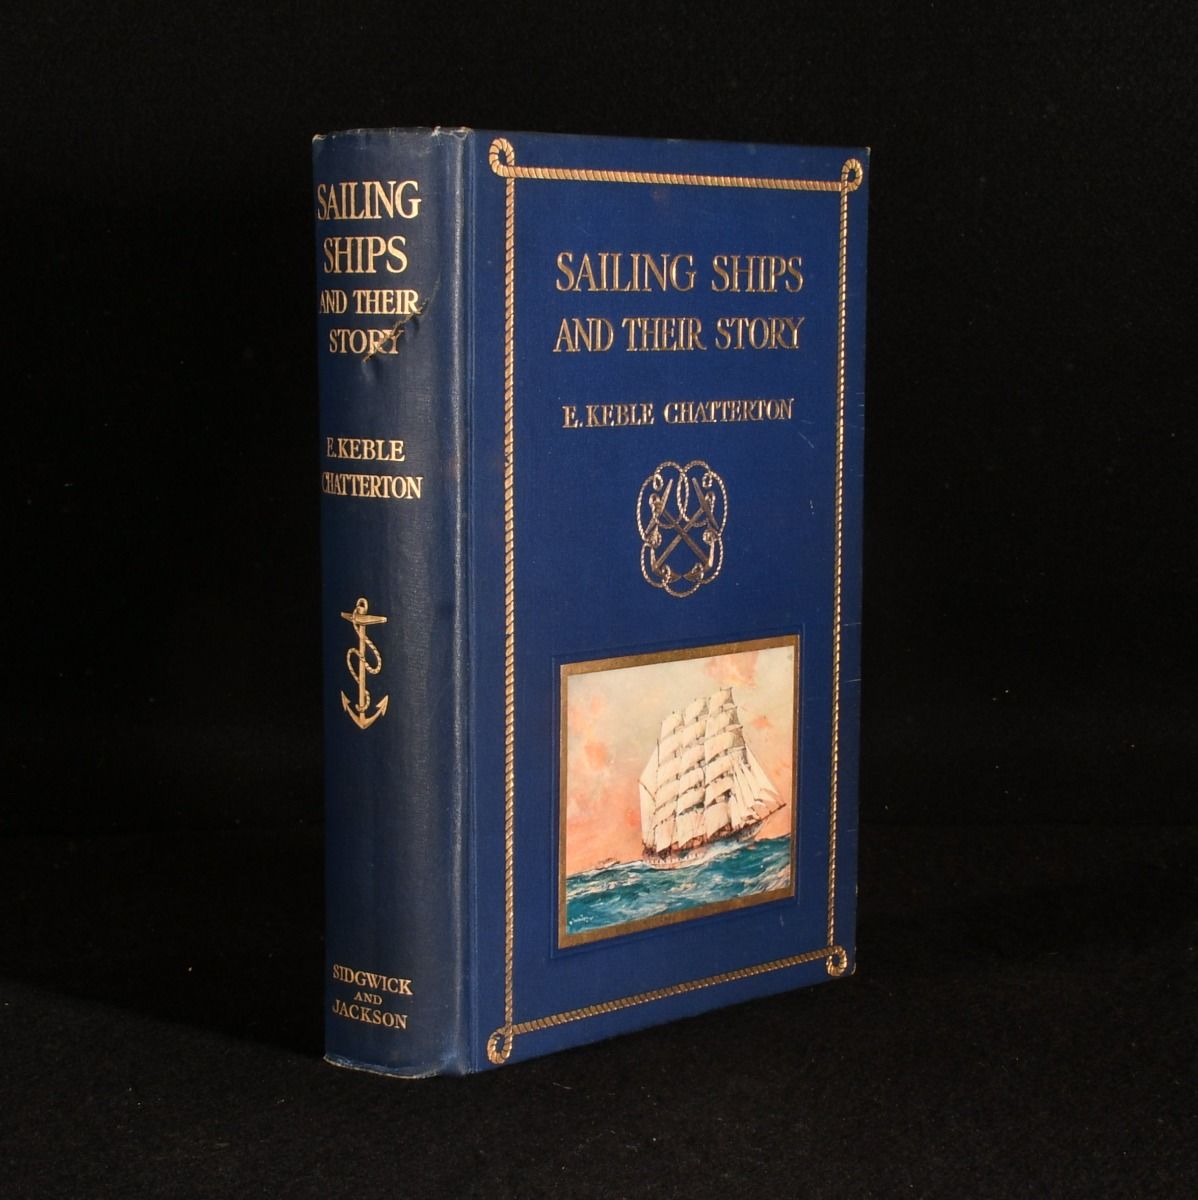 SAILING
SHIPS
AND THEIR
STORY
E. KEBLE
CHATTERTON
SIDGWICK
AND
JACKSON
SAILING SHIPS
AND THEIR STORY
E. KEBLE CHATTERTON